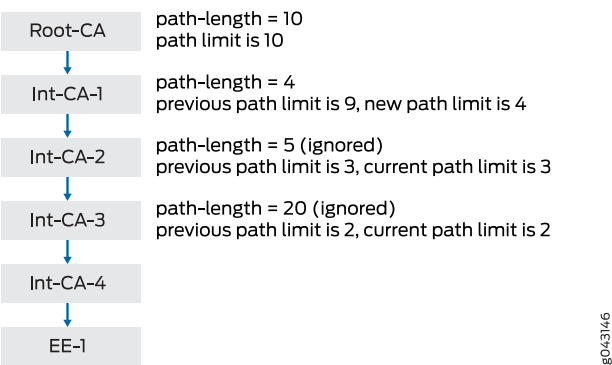 Root-CA
path-length = 10
path limit is 10
Int-CA-1
path-length = 4
previous path limit is 9, new path limit is 4
Int-CA-2
path-length = 5 (ignored)
previous path limit is 3, current path limit is 3
Int-CA-3
path-length = 20 (ignored)
previous path limit is 2, current path limit is 2
Int-CA-4
EE-1
g043146